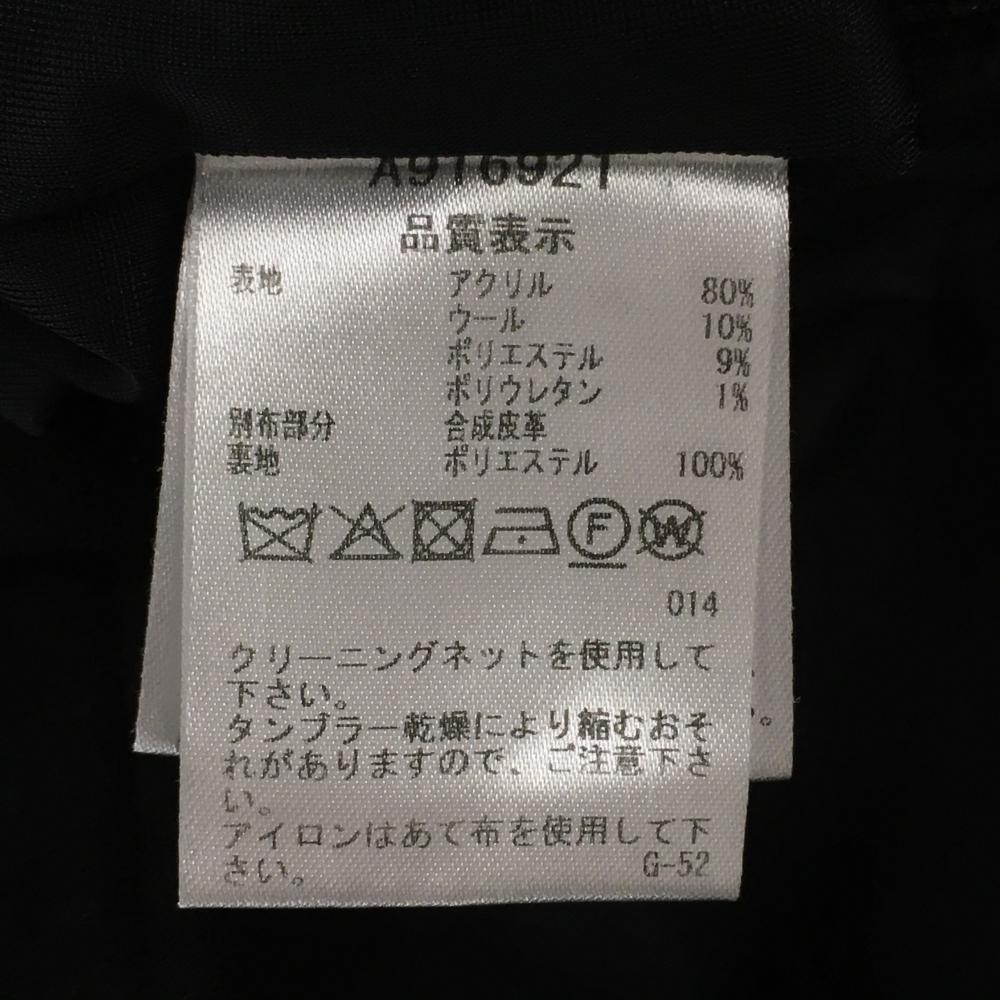 A916921
品質表示
表地 アクリル 80%
ウール 10%
ポリエステル 9%
ポリウレタン 1%
別布部分 合成皮革
裏地 ポリエステル 100%
F W
014
クリーニングネットを使用して
下さい。
タンブラー乾燥により縮むおそ
れがありますので、ご注意下さ
い。
アイロンはあて布を使用して下
さい。 G-52